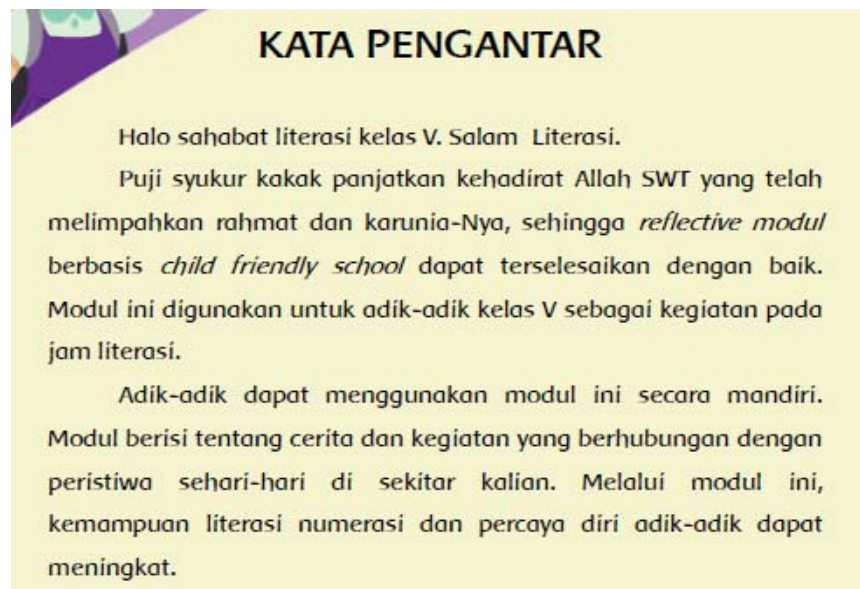 KATA PENGANTAR
Halo sahabat literasi kelas V. Salam Literasi.
Puji syukur kakak panjatkan kehadirat Allah SWT yang telah
melimpahkan rahmat dan karunia-Nya, sehingga reflective modul
berbasis child friendly school dapat terselesaikan dengan baik.
Modul ini digunakan untuk adik-adik kelas V sebagai kegiatan pada
jam literasi.
Adik-adik dapat menggunakan modul ini secara mandiri.
Modul berisi tentang cerita dan kegiatan yang berhubungan dengan
peristiwa sehari-hari di sekitar kalian. Melalui modul ini,
kemampuan literasi numerasi dan percaya diri adik-adik dapat
meningkat.